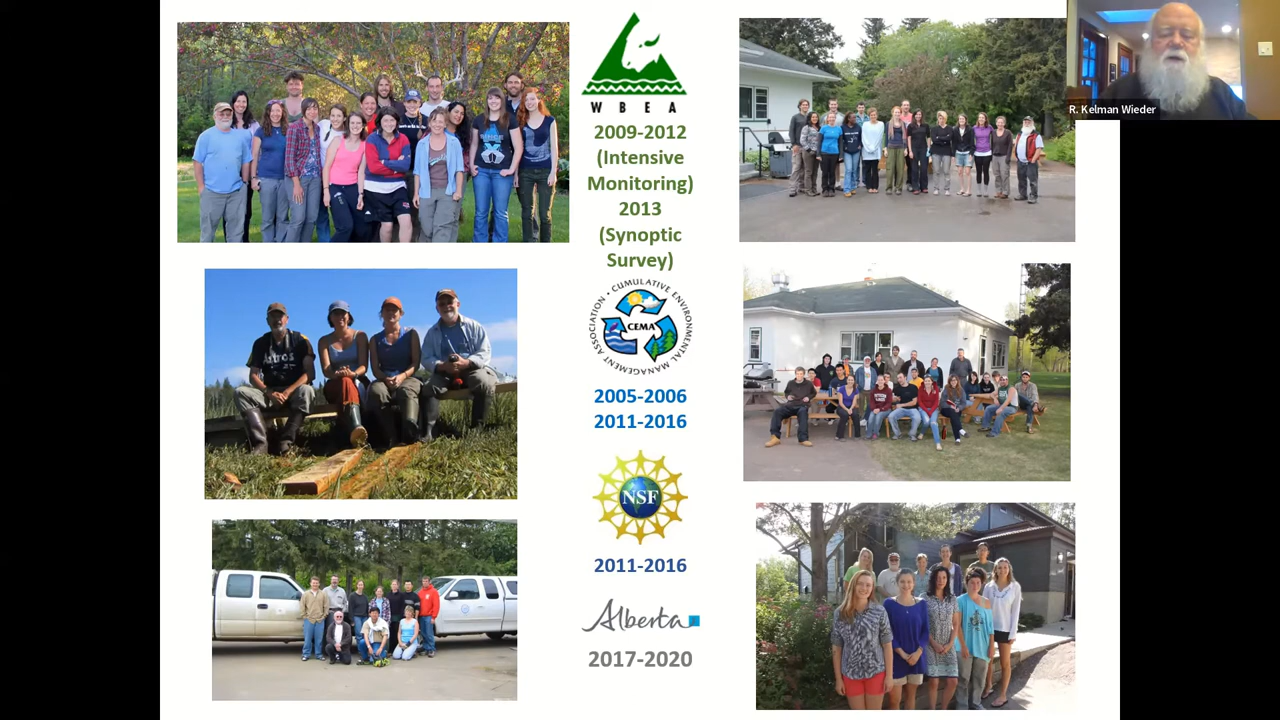 WBEA
2009-2012
(Intensive
Monitoring)
2013
(Synoptic
Survey)
CUMULATIVE ENVIRONMENTAL MANAGEMENT ASSOCIATION •
CEMA
2005-2006
2011-2016
NSF
2011-2016
Alberta
2017-2020
R. Kelman Wieder